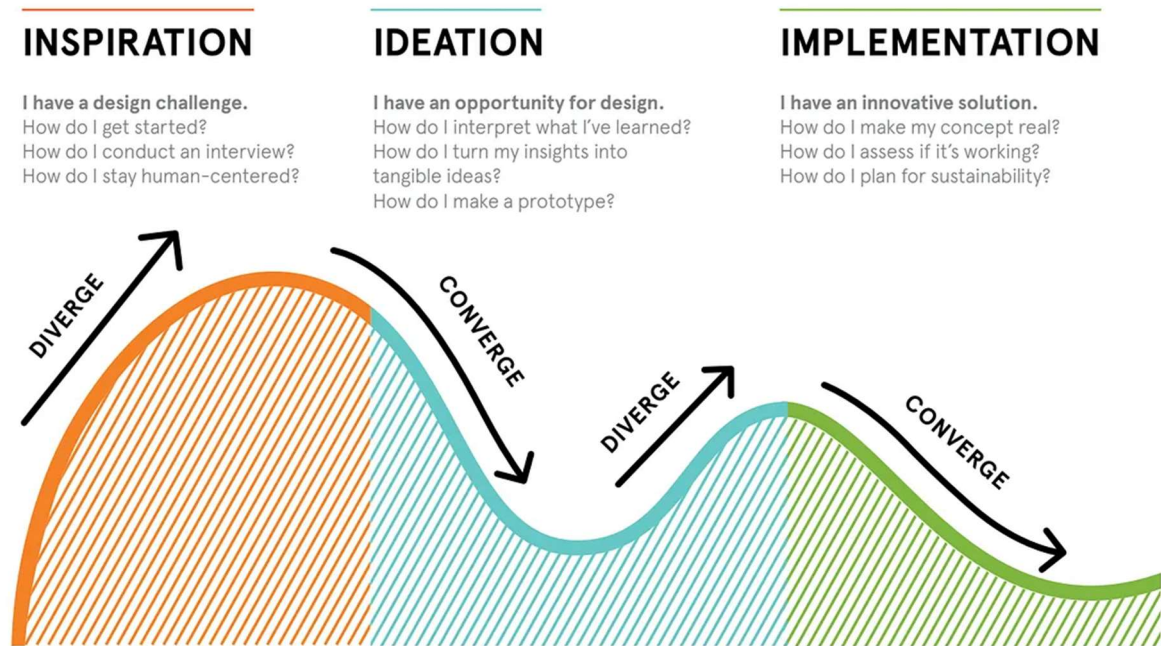 INSPIRATION
I have a design challenge.
How do I get started?
How do I conduct an interview?
How do I stay human-centered?
IDEATION
I have an opportunity for design.
How do I interpret what I've learned?
How do I turn my insights into
tangible ideas?
How do I make a prototype?
IMPLEMENTATION
I have an innovative solution.
How do I make my concept real?
How do I assess if it's working?
How do I plan for sustainability?
DIVERGE
CONVERGE
DIVERGE
CONVERGE